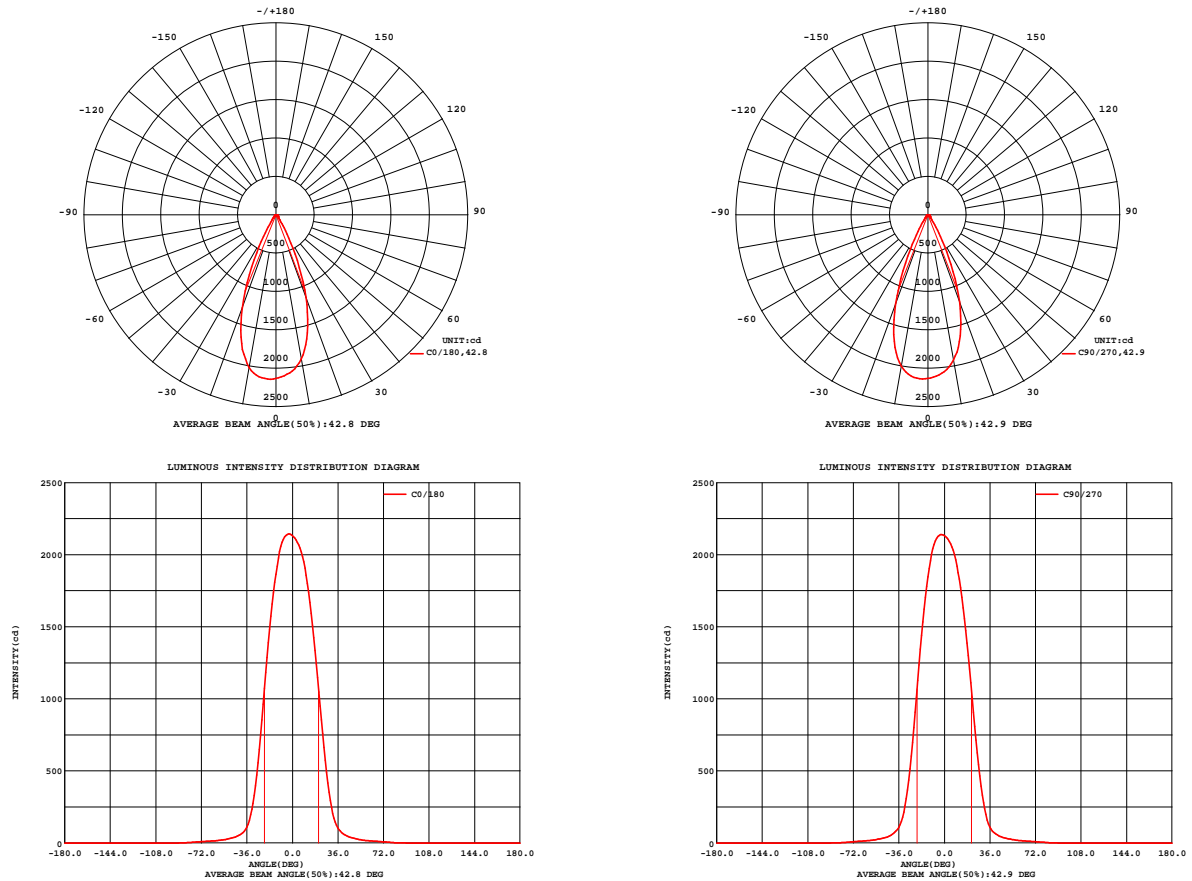 -/+180
-150
150
-120
120
-90
90
-60
60
-30
30
0
0
500
1000
1500
2000
2500
UNIT:cd
C0/180,42.8
AVERAGE BEAM ANGLE(50%):42.8 DEG
-/+180
-150
150
-120
120
-90
90
-60
60
-30
30
0
0
500
1000
1500
2000
2500
UNIT:cd
C90/270,42.9
AVERAGE BEAM ANGLE(50%):42.9 DEG
LUMINOUS INTENSITY DISTRIBUTION DIAGRAM
C0/180
2500
2000
1500
1000
500
0
INTENSITY(cd)
-180.0 -144.0 -108.0 -72.0 -36.0 0.0 36.0 72.0 108.0 144.0 180.0
ANGLE(DEG)
AVERAGE BEAM ANGLE(50%):42.8 DEG
LUMINOUS INTENSITY DISTRIBUTION DIAGRAM
C90/270
2500
2000
1500
1000
500
0
INTENSITY(cd)
-180.0 -144.0 -108.0 -72.0 -36.0 0.0 36.0 72.0 108.0 144.0 180.0
ANGLE(DEG)
AVERAGE BEAM ANGLE(50%):42.9 DEG